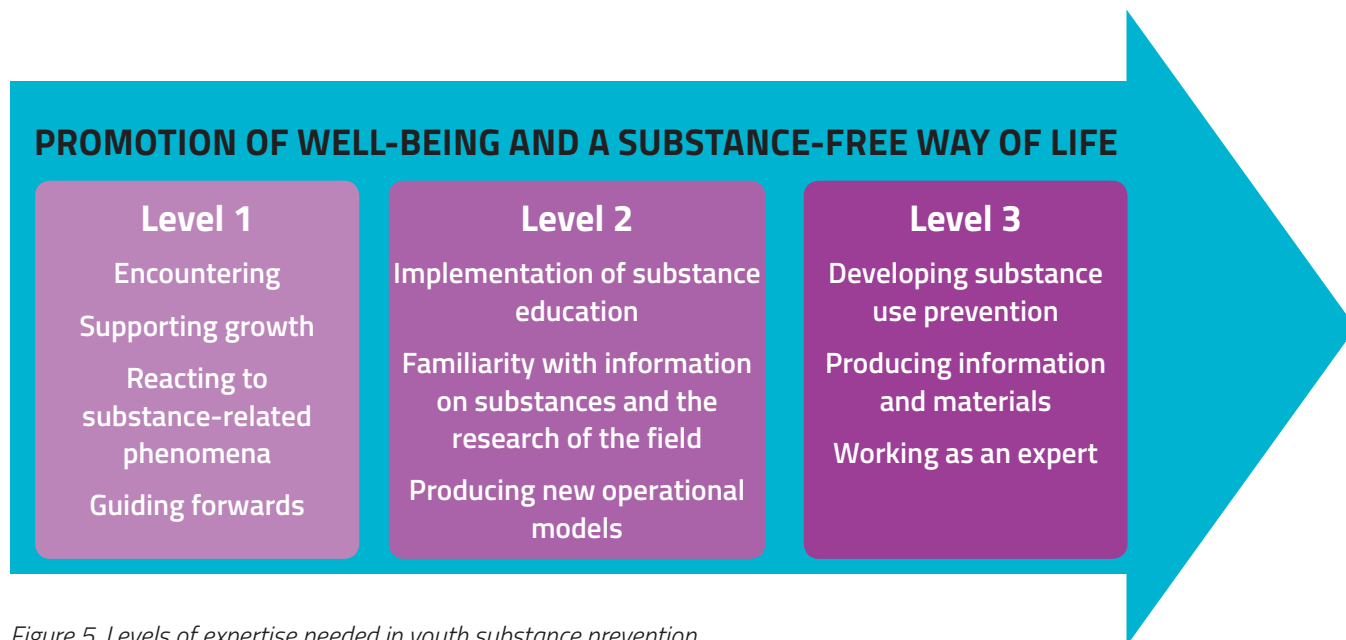 PROMOTION OF WELL-BEING AND A SUBSTANCE-FREE WAY OF LIFE
Level 1
Encountering
Supporting growth
Reacting to
substance-related
phenomena
Guiding forwards
Level 2
Implementation of substance
education
Familiarity with information
on substances and the
research of the field
Producing new operational
models
Level 3
Developing substance
use prevention
Producing information
and materials
Working as an expert
Figure 5. Levels of expertise needed in youth substance prevention